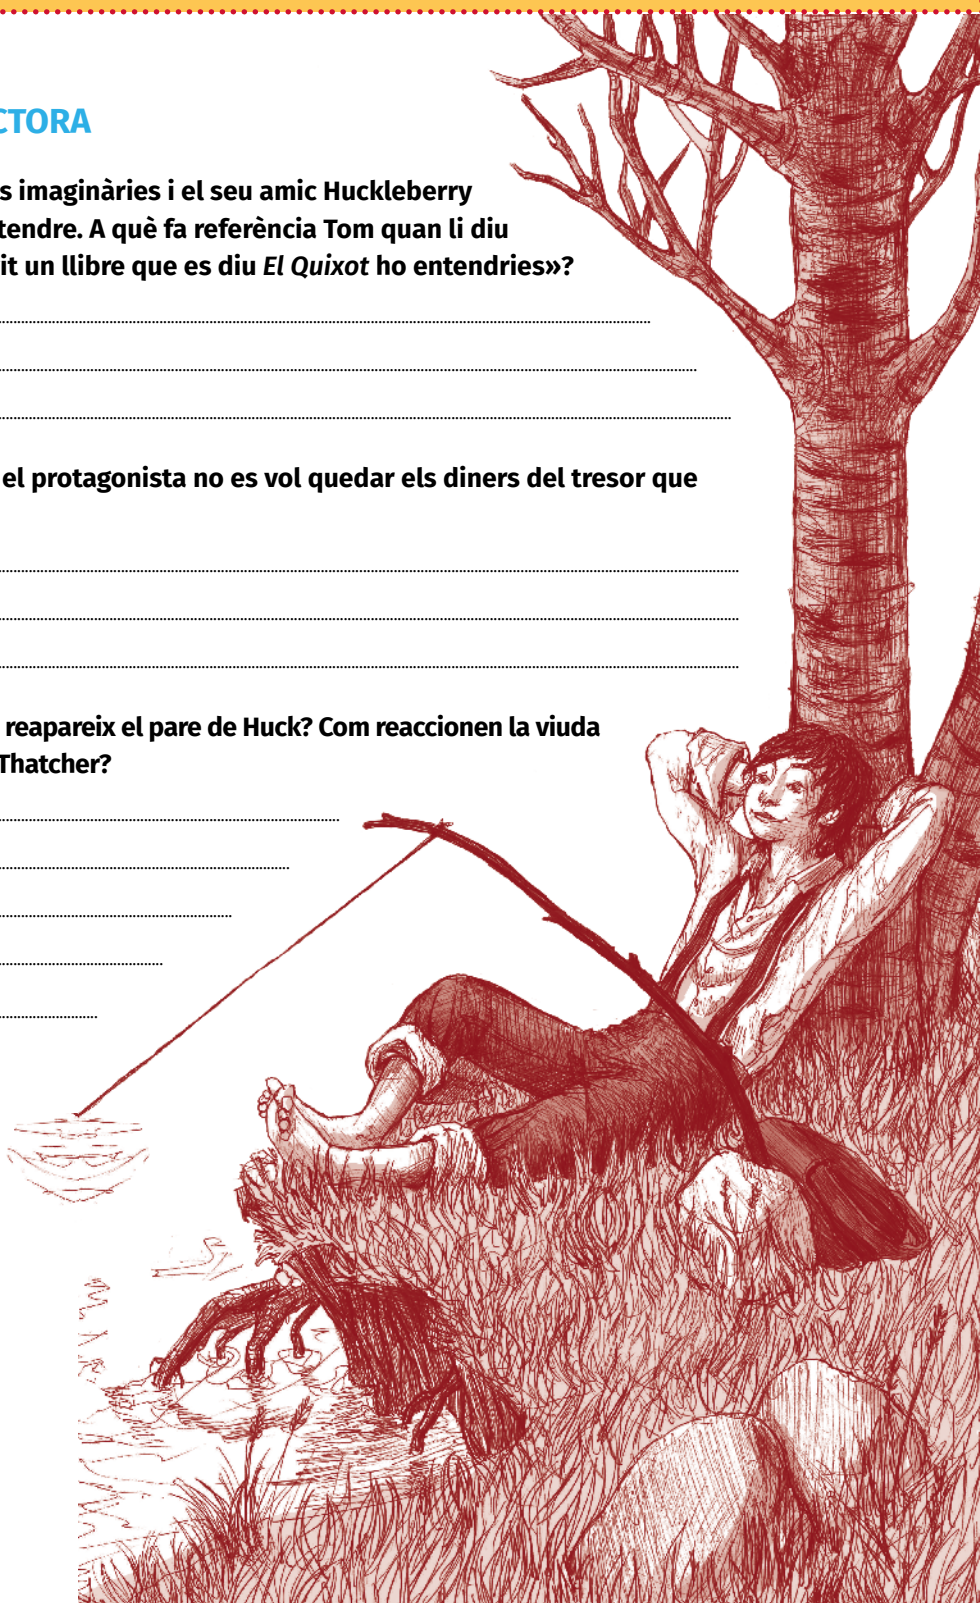 CTORA
s imaginàries i el seu amic Huckleberry
tendre. A què fa referència Tom quan li diu
it un llibre que es diu El Quixot ho entendries»?
el protagonista no es vol quedar els diners del tresor que
reapareix el pare de Huck? Com reaccionen la viuda
Thatcher?